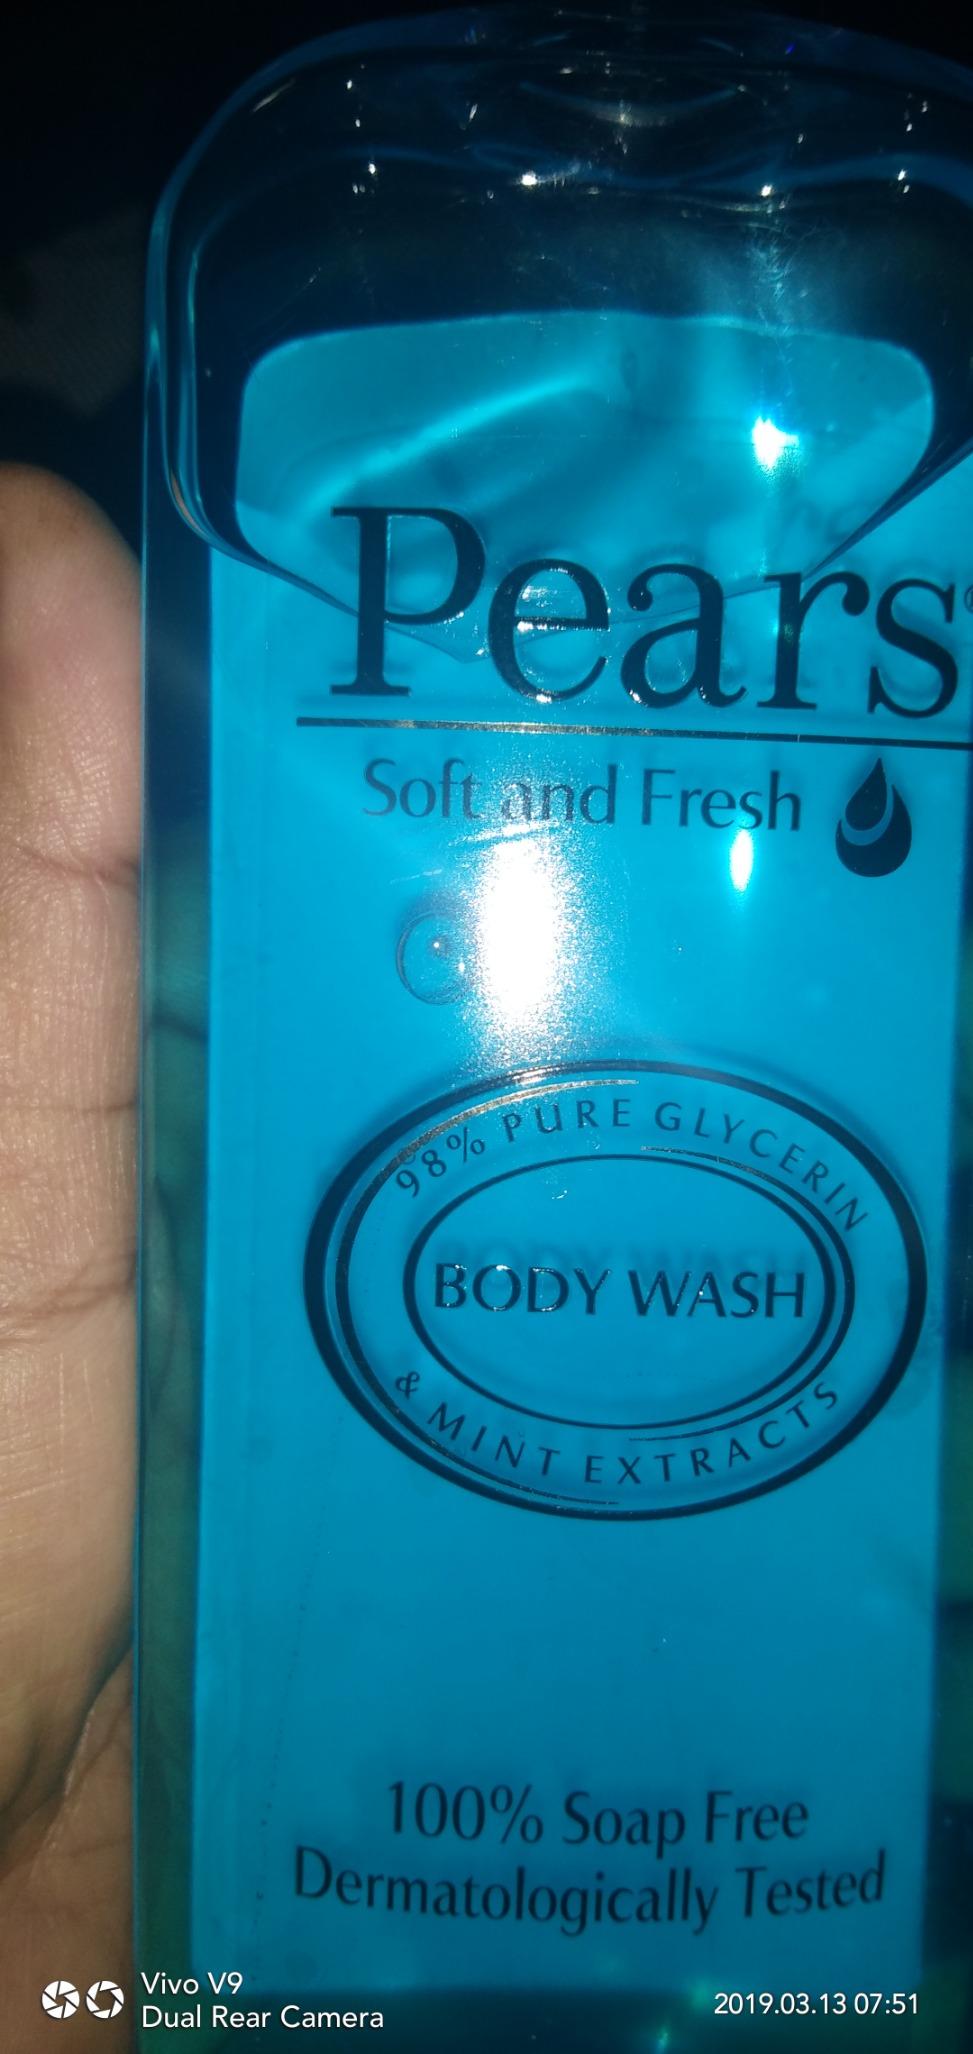 Pears
Soft and Fresh
98% PURE GLYCERIN
BODY WASH
& MINT EXTRACTS
100% Soap Free
Dermatologically Tested
Vivo V9
Dual Rear Camera
2019.03.13 07:51